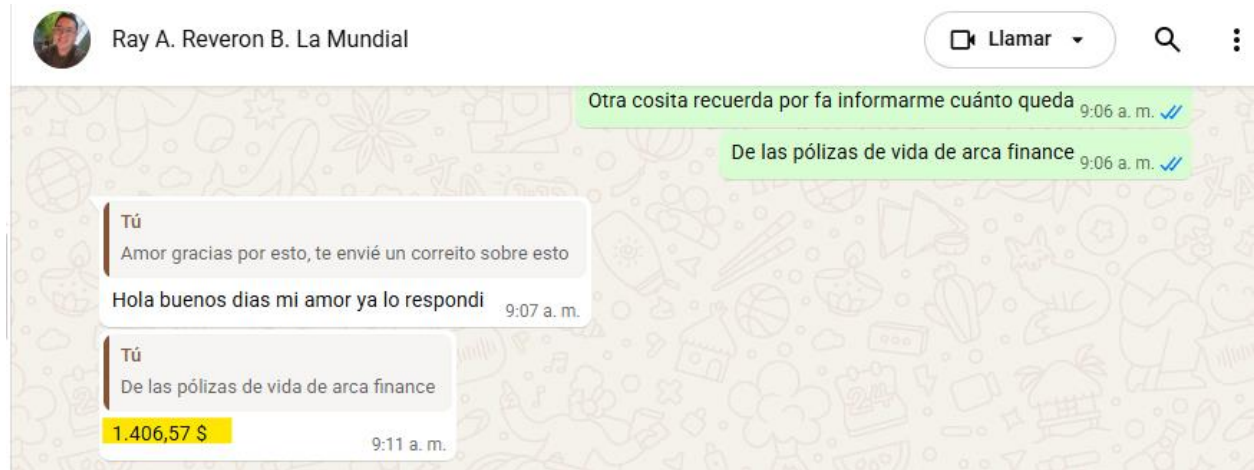 Ray A. Reveron B. La Mundial
Llamar
Otra cosita recuerda por fa informarme cuánto queda 9:06 a. m.
De las pólizas de vida de arca finance 9:06 a. m.
Tú
Amor gracias por esto, te envié un correito sobre esto
Hola buenos dias mi amor ya lo respondi 9:07 a. m.
Tú
De las pólizas de vida de arca finance
1.406,57 $
9:11 a. m.